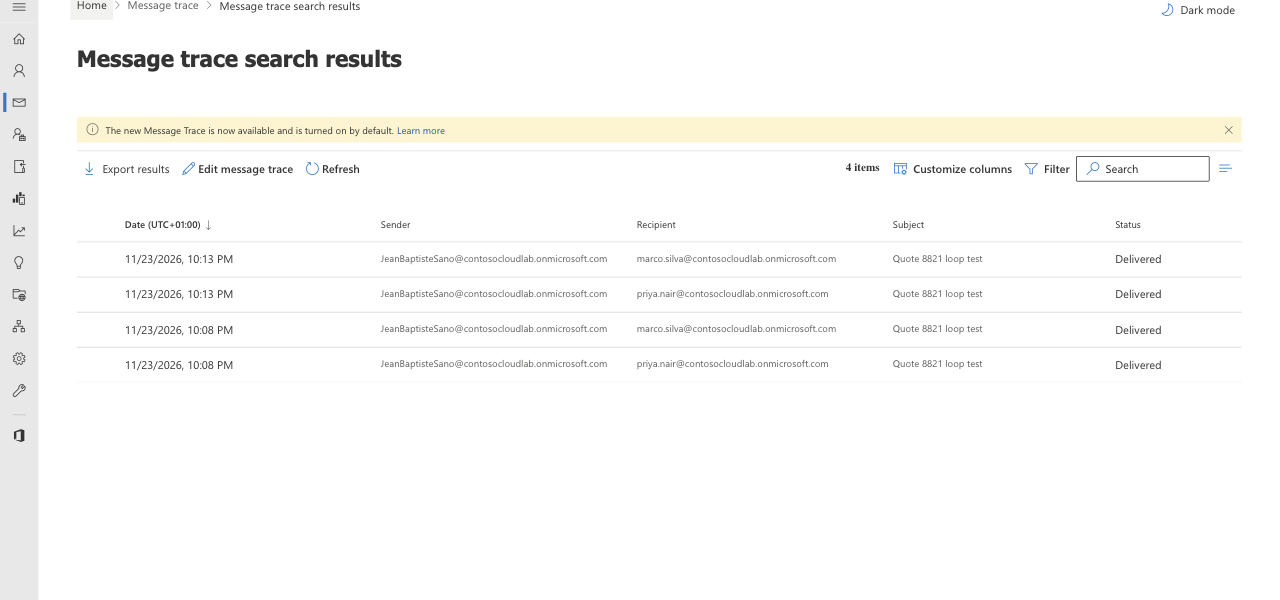 Home > Message trace > Message trace search results
Dark mode
Message trace search results
The new Message Trace is now available and is turned on by default. Learn more
Export results Edit message trace Refresh 4 items Customize columns Filter Search
Date (UTC+01:00) ↓ Sender Recipient Subject Status
11/23/2026, 10:13 PM JeanBaptisteSano@contosocloudlab.onmicrosoft.com marco.silva@contosocloudlab.onmicrosoft.com Quote 8821 loop test Delivered
11/23/2026, 10:13 PM JeanBaptisteSano@contosocloudlab.onmicrosoft.com priya.nair@contosocloudlab.onmicrosoft.com Quote 8821 loop test Delivered
11/23/2026, 10:08 PM JeanBaptisteSano@contosocloudlab.onmicrosoft.com marco.silva@contosocloudlab.onmicrosoft.com Quote 8821 loop test Delivered
11/23/2026, 10:08 PM JeanBaptisteSano@contosocloudlab.onmicrosoft.com priya.nair@contosocloudlab.onmicrosoft.com Quote 8821 loop test Delivered